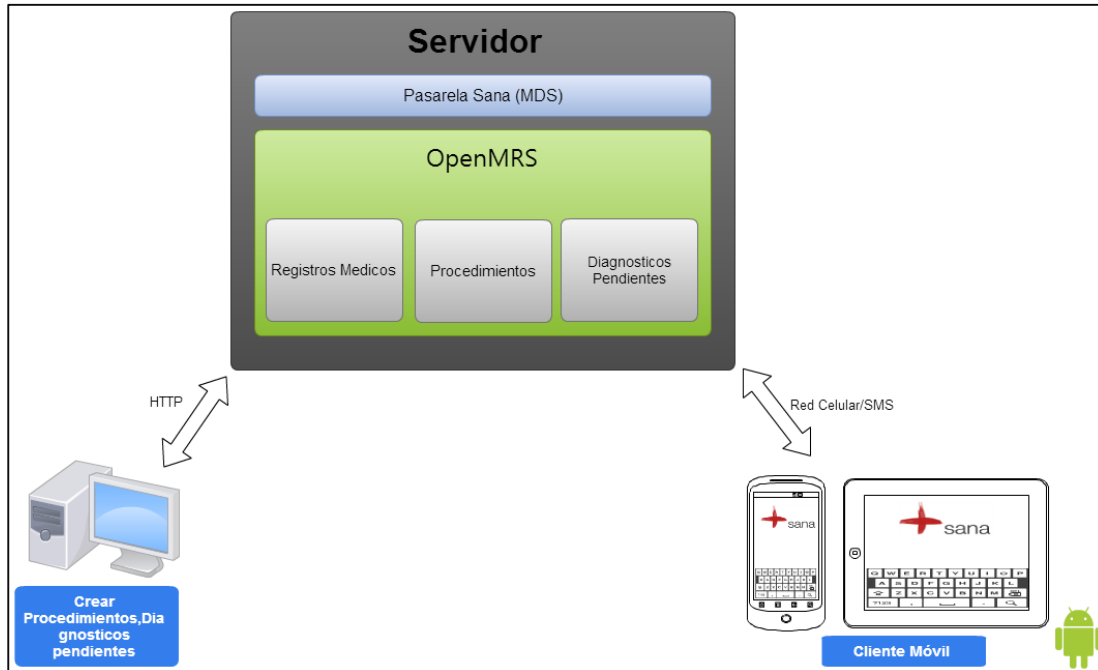 Servidor
Pasarela Sana (MDS)
OpenMRS
Registros Medicos
Procedimientos
Diagnosticos
Pendientes
HTTP
Red Celular/SMS
sana
sana
Q W E R T Y U I O P
A S D F G H J K L
Z X C V B N M
?123 , .
Crear
Procedimientos,Dia
gnosticos
pendientes
Cliente Móvil